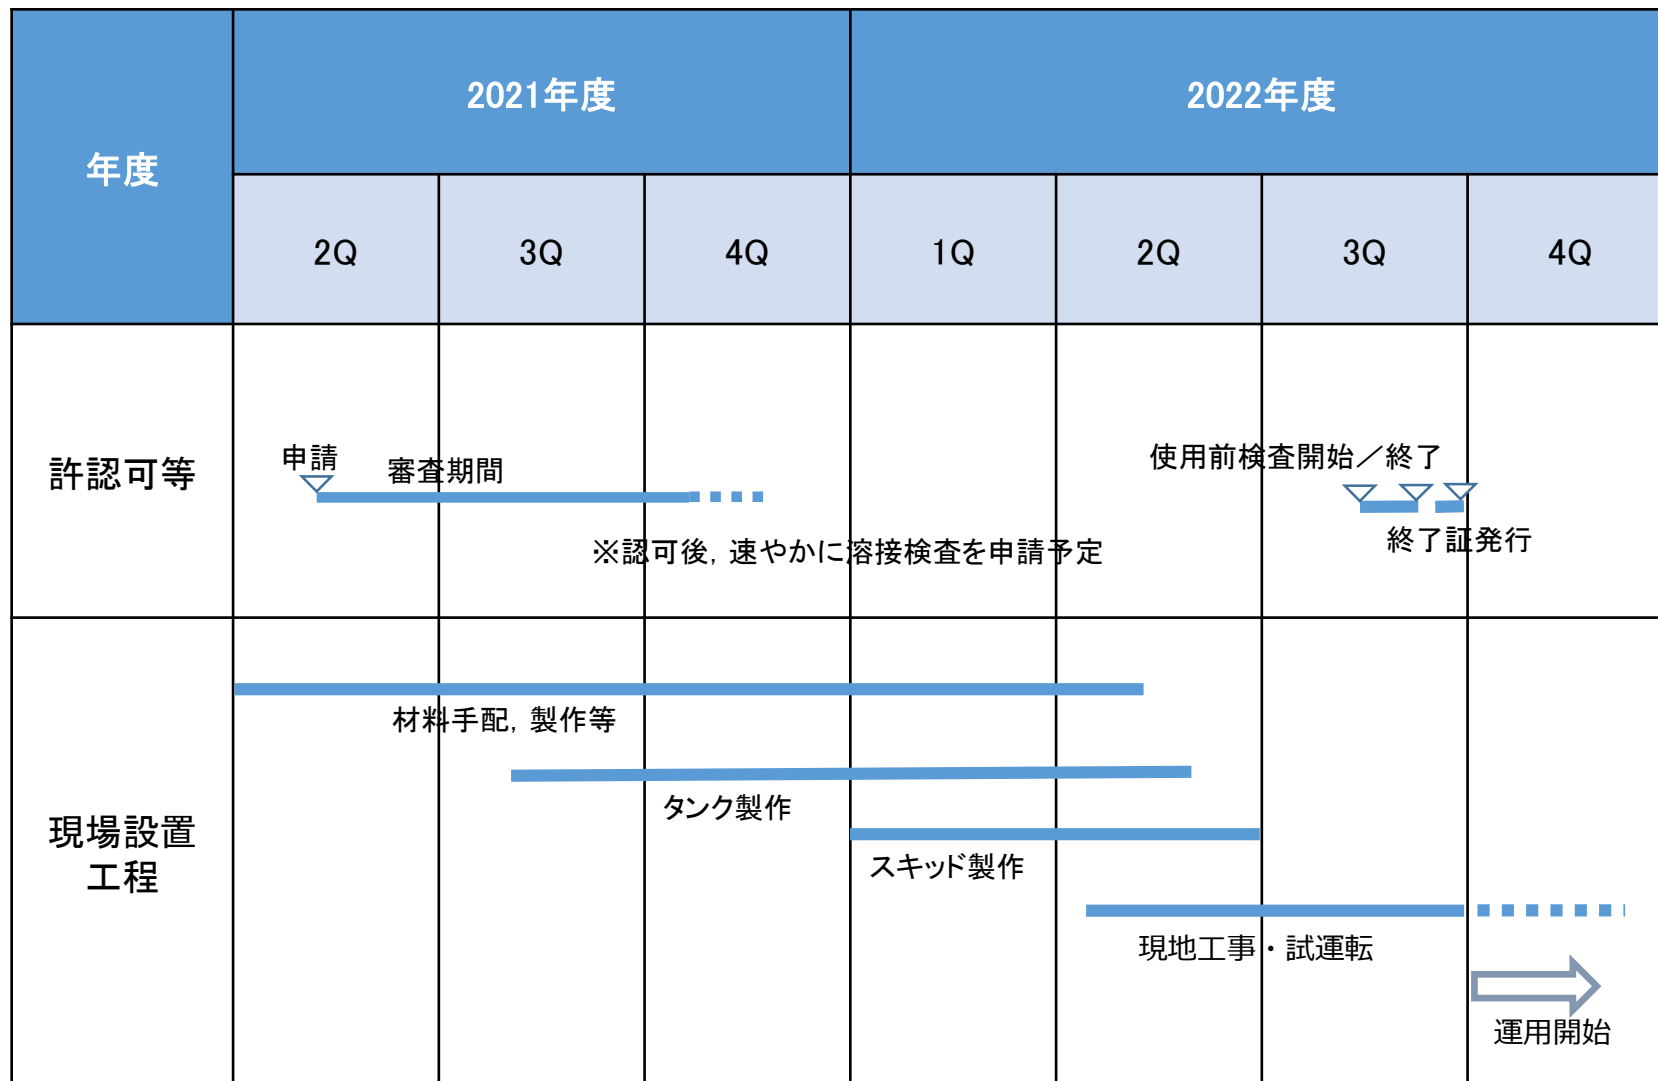 年度
2021年度
2022年度
2Q
3Q
4Q
1Q
2Q
3Q
4Q
許認可等
申請
審査期間
※認可後，速やかに溶接検査を申請予定
使用前検査開始／終了
終了証発行
現場設置
工程
材料手配，製作等
タンク製作
スキッド製作
現地工事・試運転
運用開始